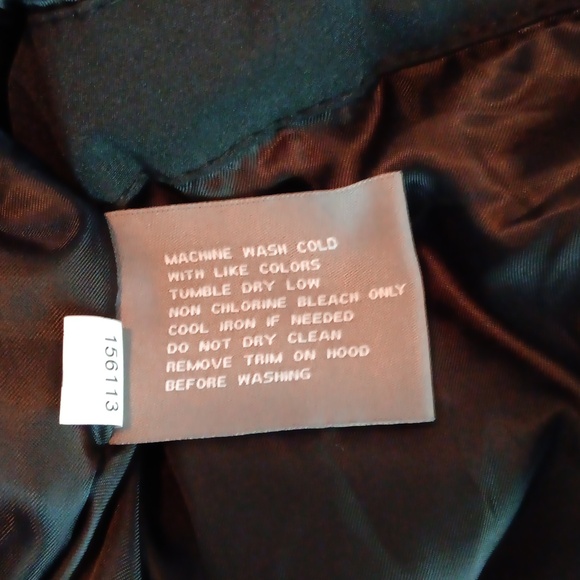 MACHINE WASH COLD
WITH LIKE COLORS
TUMBLE DRY LOW
NON CHLORINE BLEACH ONLY
COOL IRON IF NEEDED
DO NOT DRY CLEAN
REMOVE TRIM ON HOOD
BEFORE WASHING
156113